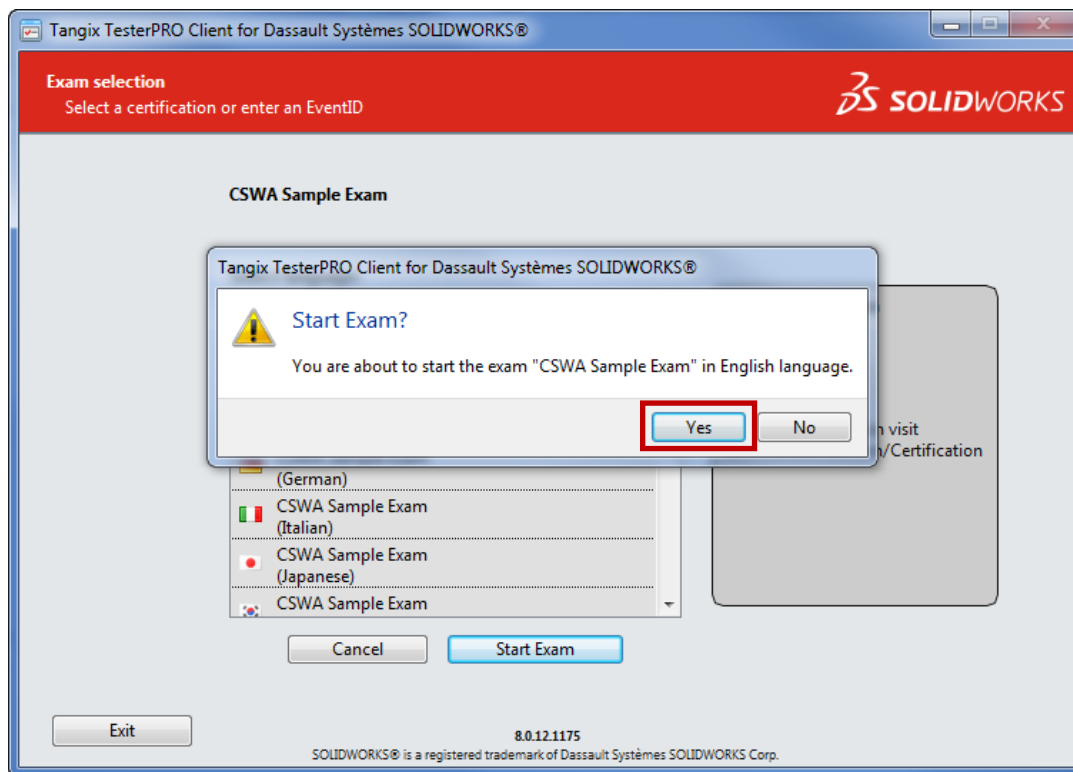 Tangix TesterPRO Client for Dassault Systèmes SOLIDWORKS®
Exam selection
Select a certification or enter an EventID
SOLIDWORKS
CSWA Sample Exam
Tangix TesterPRO Client for Dassault Systèmes SOLIDWORKS®
Start Exam?
You are about to start the exam "CSWA Sample Exam" in English language.
Yes
No
visit
/Certification
(German)
CSWA Sample Exam
(Italian)
CSWA Sample Exam
(Japanese)
CSWA Sample Exam
Cancel
Start Exam
Exit
8.0.12.1175
SOLIDWORKS® is a registered trademark of Dassault Systèmes SOLIDWORKS Corp.